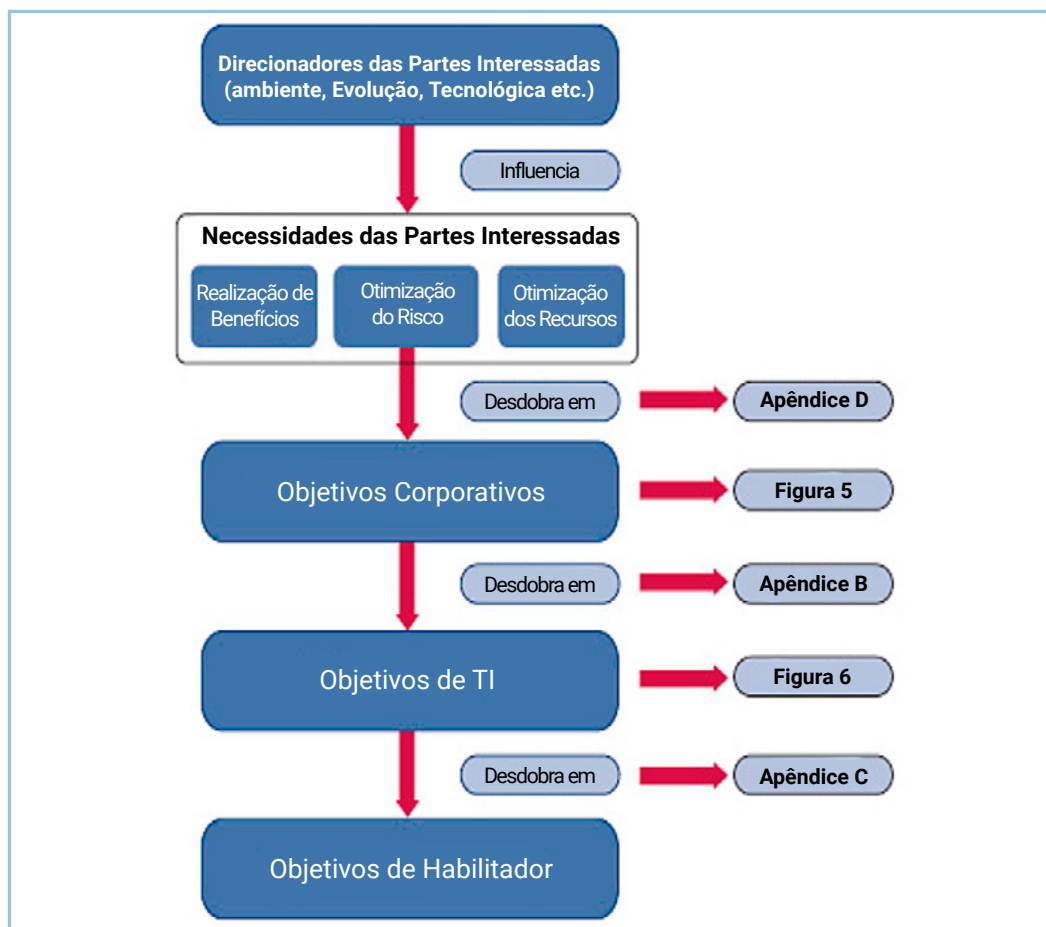 Direcionadores das Partes Interessadas
(ambiente, Evolução, Tecnológica etc.)
Influencia
Necessidades das Partes Interessadas
Realização de
Benefícios
Otimização
do Risco
Otimização
dos Recursos
Desdobra em
Apêndice D
Objetivos Corporativos
Figura 5
Desdobra em
Apêndice B
Objetivos de TI
Figura 6
Desdobra em
Apêndice C
Objetivos de Habilitador